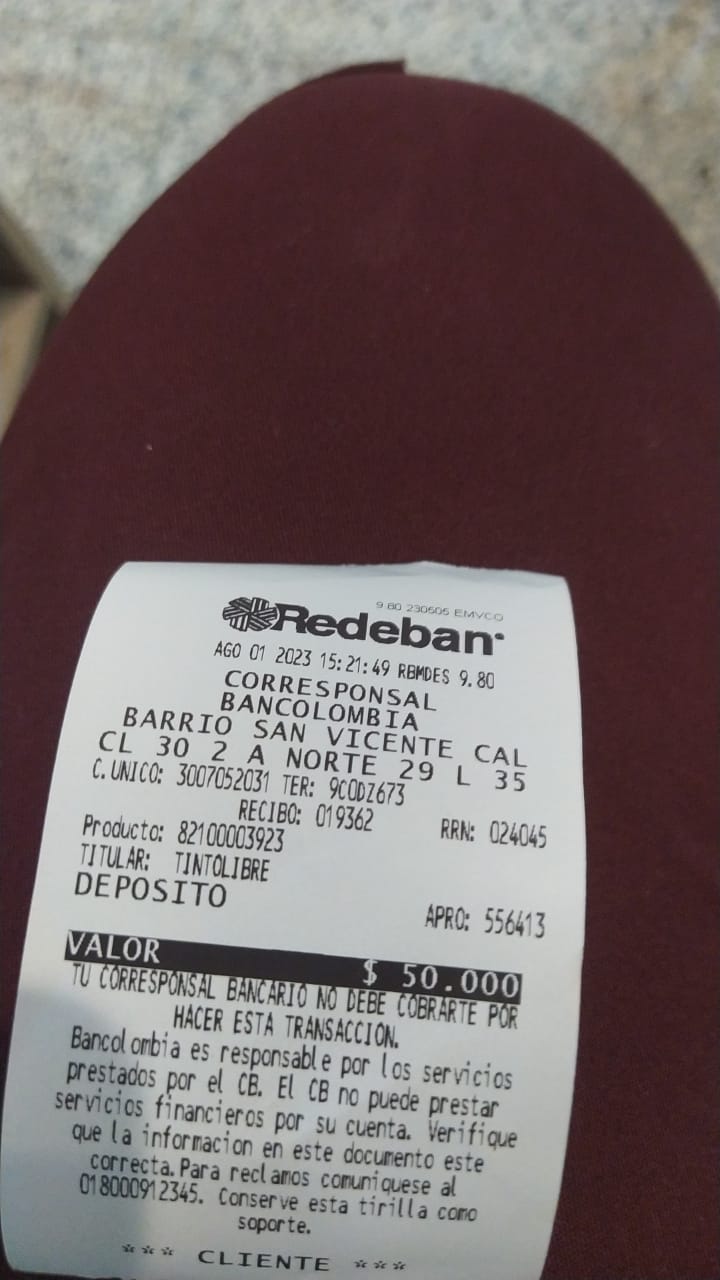 9.80 230505 EMVCO
Redeban
AGO 01 2023 15:21:49 RBMDES 9.80
CORRESPONSAL
BANCOLOMBIA
BARRIO SAN VICENTE CAL
CL 30 2 A NORTE 29 L 35
C.UNICO: 3007052031 TER: 9C0DZ673
RECIBO: 019362 RRN: 024045
Producto: 82100003923
TITULAR: TINTOLIBRE
DEPOSITO
APRO: 556413
VALOR $ 50.000
TU CORRESPONSAL BANCARIO NO DEBE COBRARTE POR
HACER ESTA TRANSACCION.
Bancolombia es responsable por los servicios
prestados por el CB. El CB no puede prestar
servicios financieros por su cuenta. Verifique
que la informacion en este documento este
correcta.Para reclamos comuniquese al
018000912345. Conserve esta tirilla como
soporte.
*** CLIENTE ***